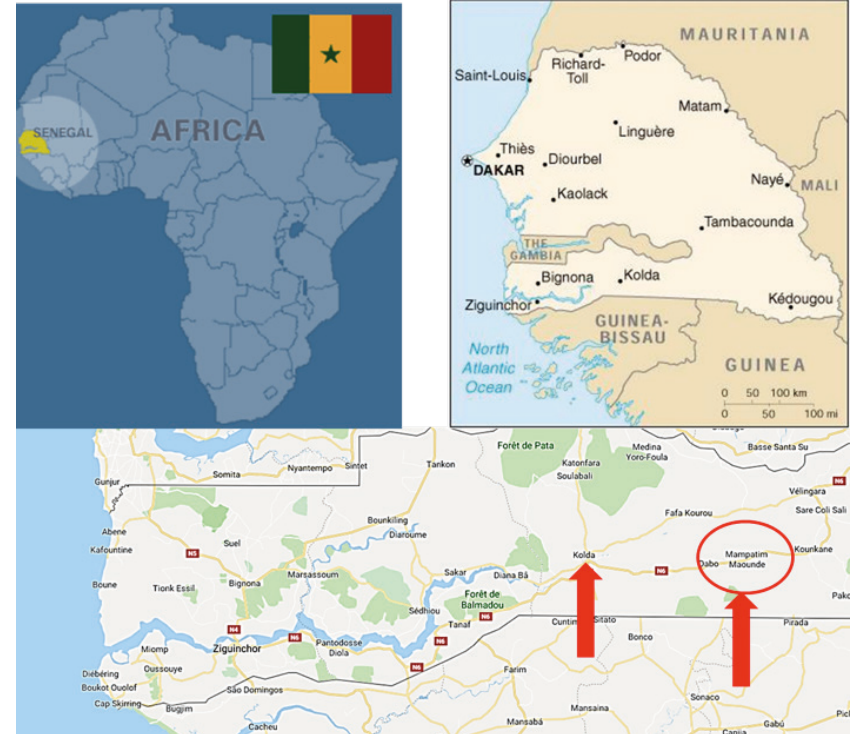 SENEGAL
AFRICA
MAURITANIA
Podor
Richard-
Toll
Saint-Louis
Matam
Linguère
Thiès
DAKAR
Diourbel
Nayé
MALI
Kaolack
Tambacounda
THE
GAMBIA
Bignona
Kolda
Ziguinchor
Kédougou
GUINEA-
BISSAU
North
Atlantic
Ocean
GUINEA
0 50 100 km
0 50 100 mi
Forêt de Pata
Medina
Yoro-Foula
Basse Santa Su
Gunjur
Somita
Nyantempo
Sintet
Tankon
Katonfara
Soulabali
N6
Vélingara
Sare Coli Sali
Abene
Kafountine
Suel
Bounkiling
Diaroume
Fafa Kourou
N5
Kolda
Dabo
Mampatim
Maounde
Kounkane
Boune
Tionk Essil
Bignona
Marsassoum
Sakar
Diana Bâ
N6
Forêt de
Balmadou
Sédhiou
Tanaf
N6
Sitato
Pirada
N4
N6
Miomp
Ziguinchor
Pantodosse
Diola
Bonco
Oussouye
N6
Farim
Diébéring
Boukot Ouolof
Cap Skirring
Bugjim
São Domingos
Sonaco
Mansaina
Mansabá
Gabú
Cacheu